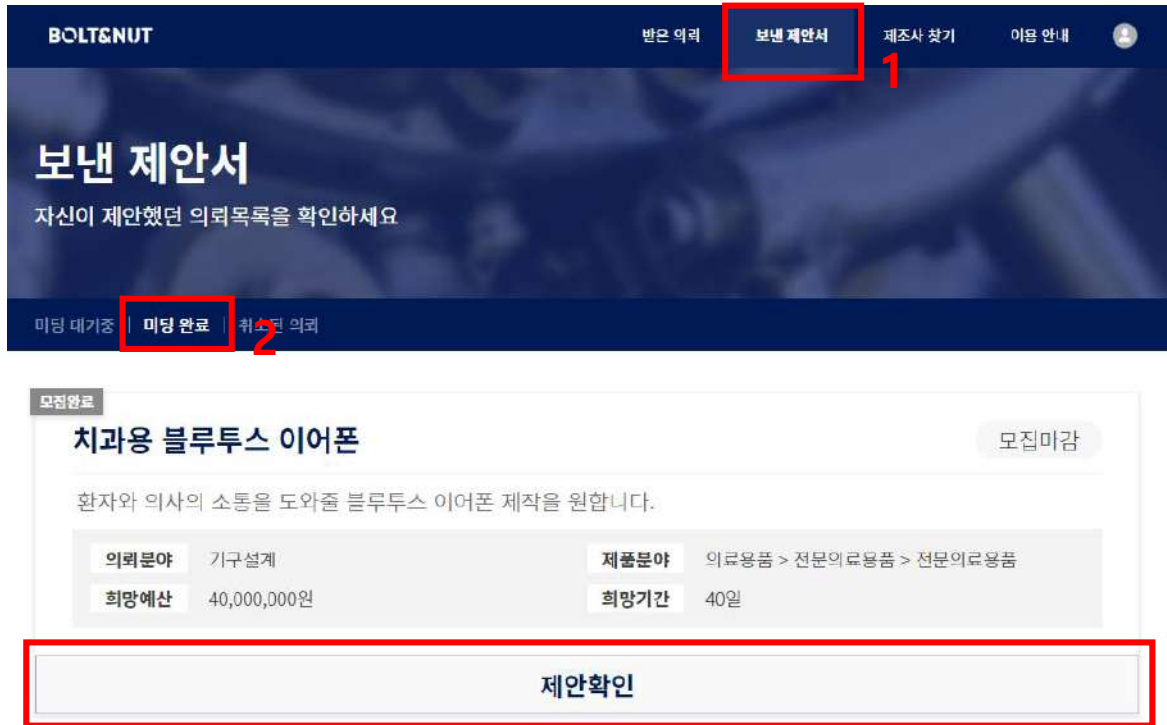 BOLT&NUT 받은 의뢰 보낸 제안서 제조사 찾기 이용 안내
1
보낸 제안서
자신이 제안했던 의뢰목록을 확인하세요
미팅 대기중 | 미팅 완료 | 취소된 의뢰
2
모집완료
치과용 블루투스 이어폰 모집마감
환자와 의사의 소통을 도와줄 블루투스 이어폰 제작을 원합니다.
의뢰분야 기구설계 제품분야 의료용품 > 전문의료용품 > 전문의료용품
희망예산 40,000,000원 희망기간 40일
제안확인